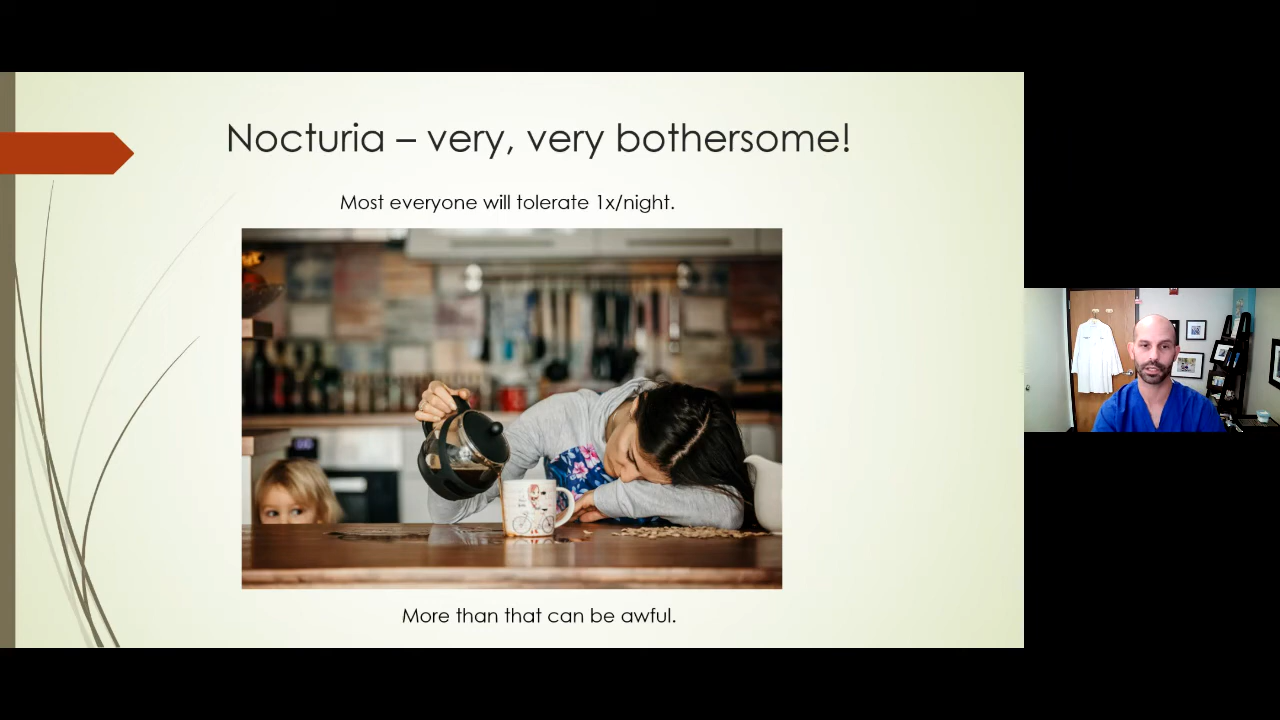 Nocturia – very, very bothersome!
Most everyone will tolerate 1x/night.
More than that can be awful.